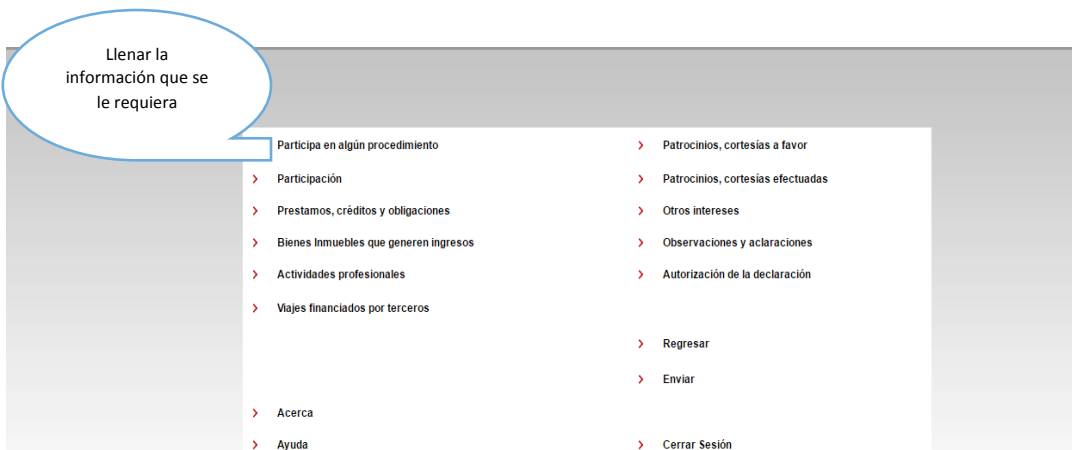 Llenar la
información que se
le requiera
Participa en algún procedimiento
Participación
Prestamos, créditos y obligaciones
Bienes Inmuebles que generen ingresos
Actividades profesionales
Viajes financiados por terceros
Patrocinios, cortesías a favor
Patrocinios, cortesías efectuadas
Otros intereses
Observaciones y aclaraciones
Autorización de la declaración
Regresar
Enviar
Acerca
Ayuda
Cerrar Sesión